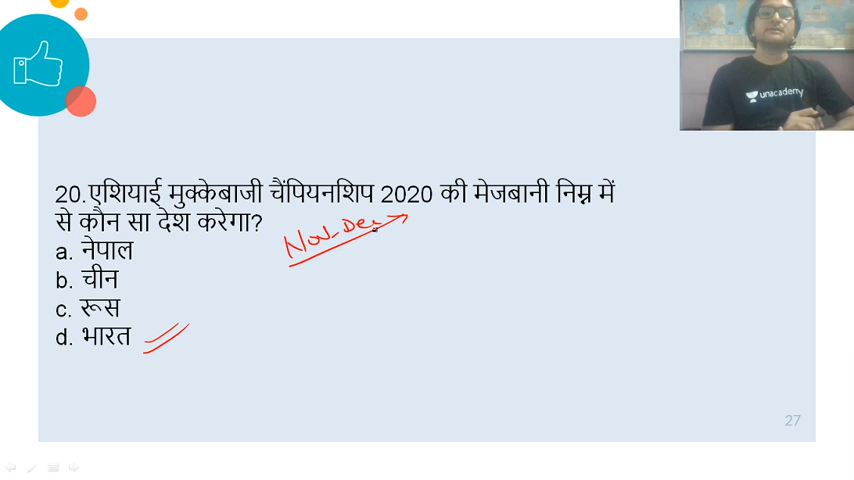 unacademy
20.एशियाई मुक्केबाजी चैंपियनशिप 2020 की मेजबानी निम्न में
से कौन सा देश करेगा?
Nov-Dec
a. नेपाल
b. चीन
c. रूस
d. भारत
27